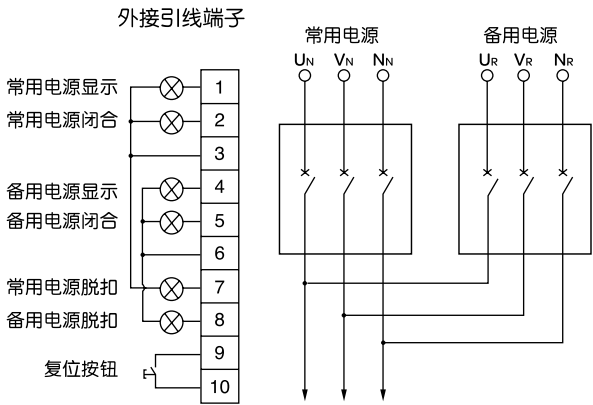 外接引线端子
常用电源
备用电源
UN VN NN
UR VR NR
常用电源显示 1
常用电源闭合 2
3
备用电源显示 4
备用电源闭合 5
6
常用电源脱扣 7
备用电源脱扣 8
9
复位按钮
10